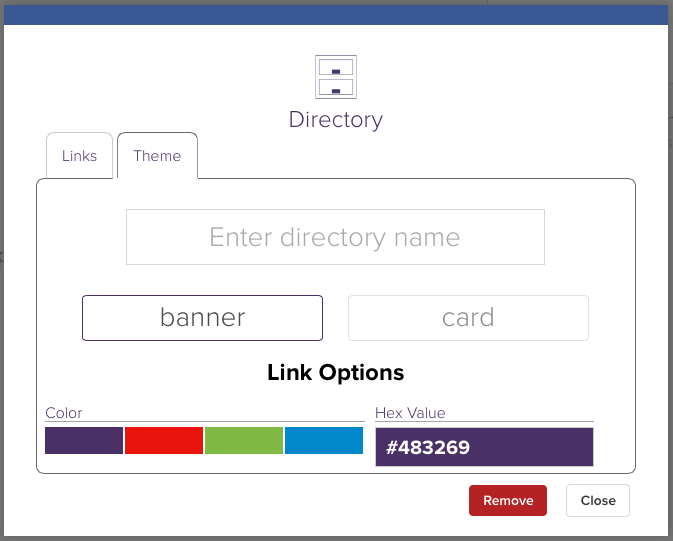 Directory
Links
Theme
Enter directory name
banner
card
Link Options
Color
Hex Value
#483269
Remove
Close